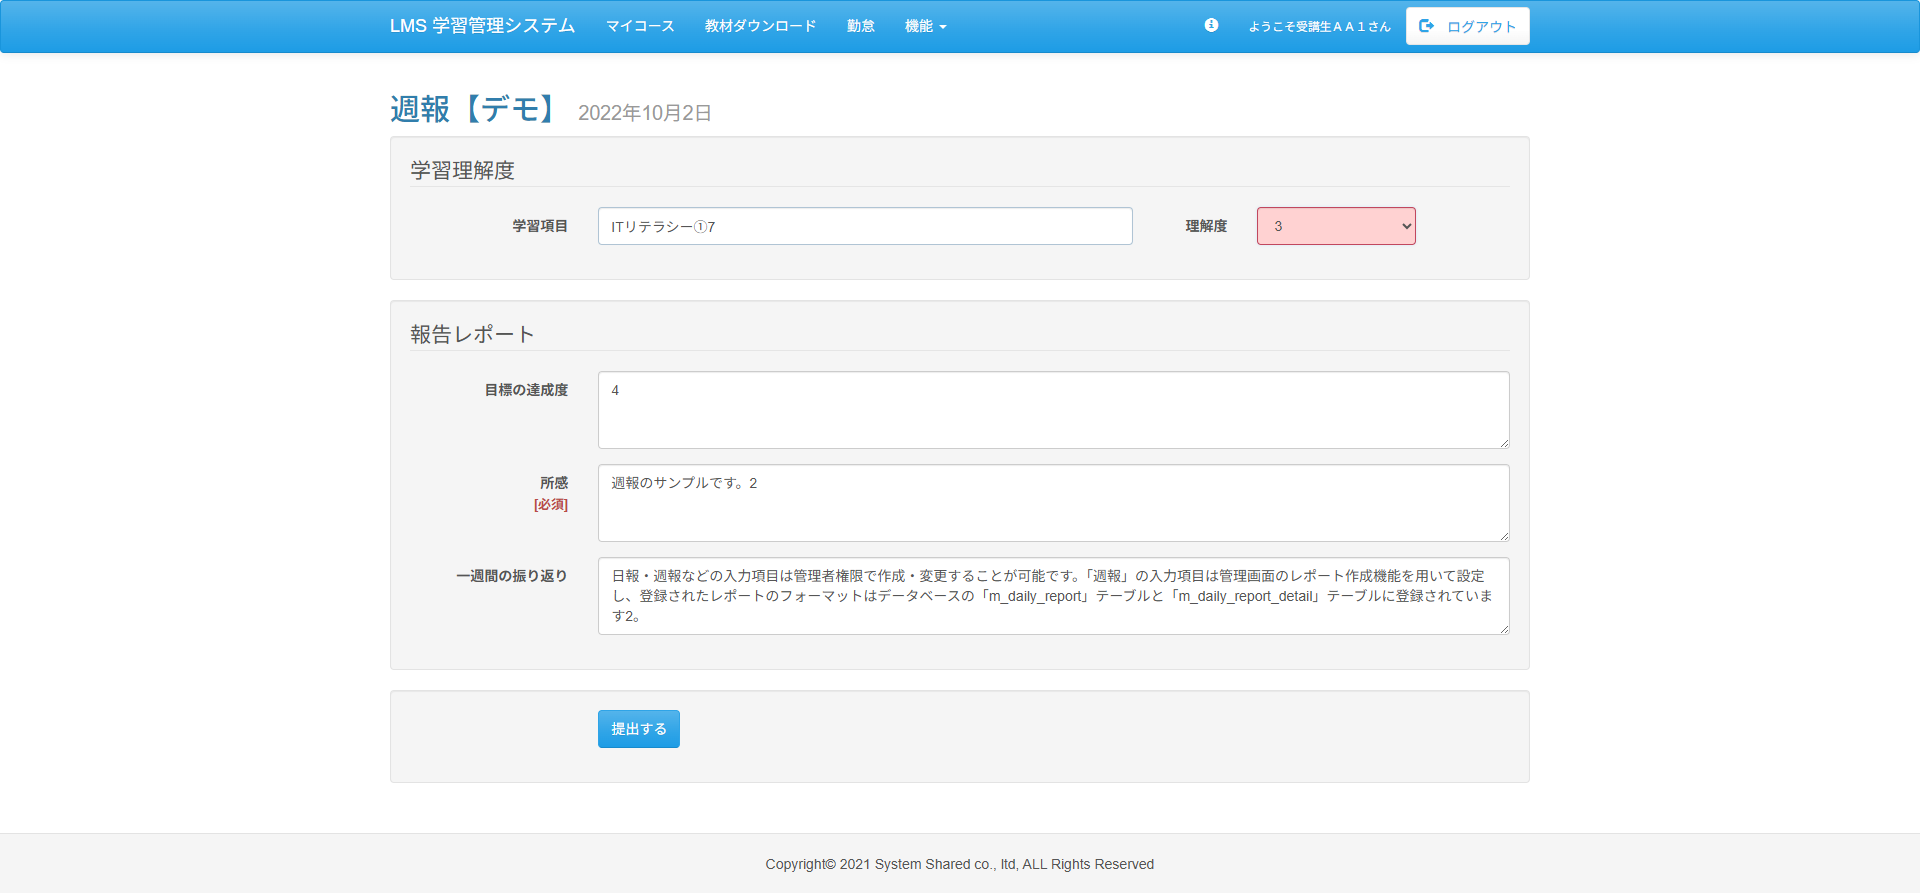 LMS 学習管理システム マイコース 教材ダウンロード 勤怠 機能 ようこそ受講生ＡＡ１さん ログアウト
週報【デモ】 2022年10月2日
学習理解度
学習項目 ITリテラシー①7 理解度 3
報告レポート
目標の達成度 4
所感 週報のサンプルです。2
[必須]
一週間の振り返り 日報・週報などの入力項目は管理者権限で作成・変更することが可能です。「週報」の入力項目は管理画面のレポート作成機能を用いて設定
し、登録されたレポートのフォーマットはデータベースの「m_daily_report」テーブルと「m_daily_report_detail」テーブルに登録されていま
す2。
提出する
Copyright© 2021 System Shared co., ltd, ALL Rights Reserved